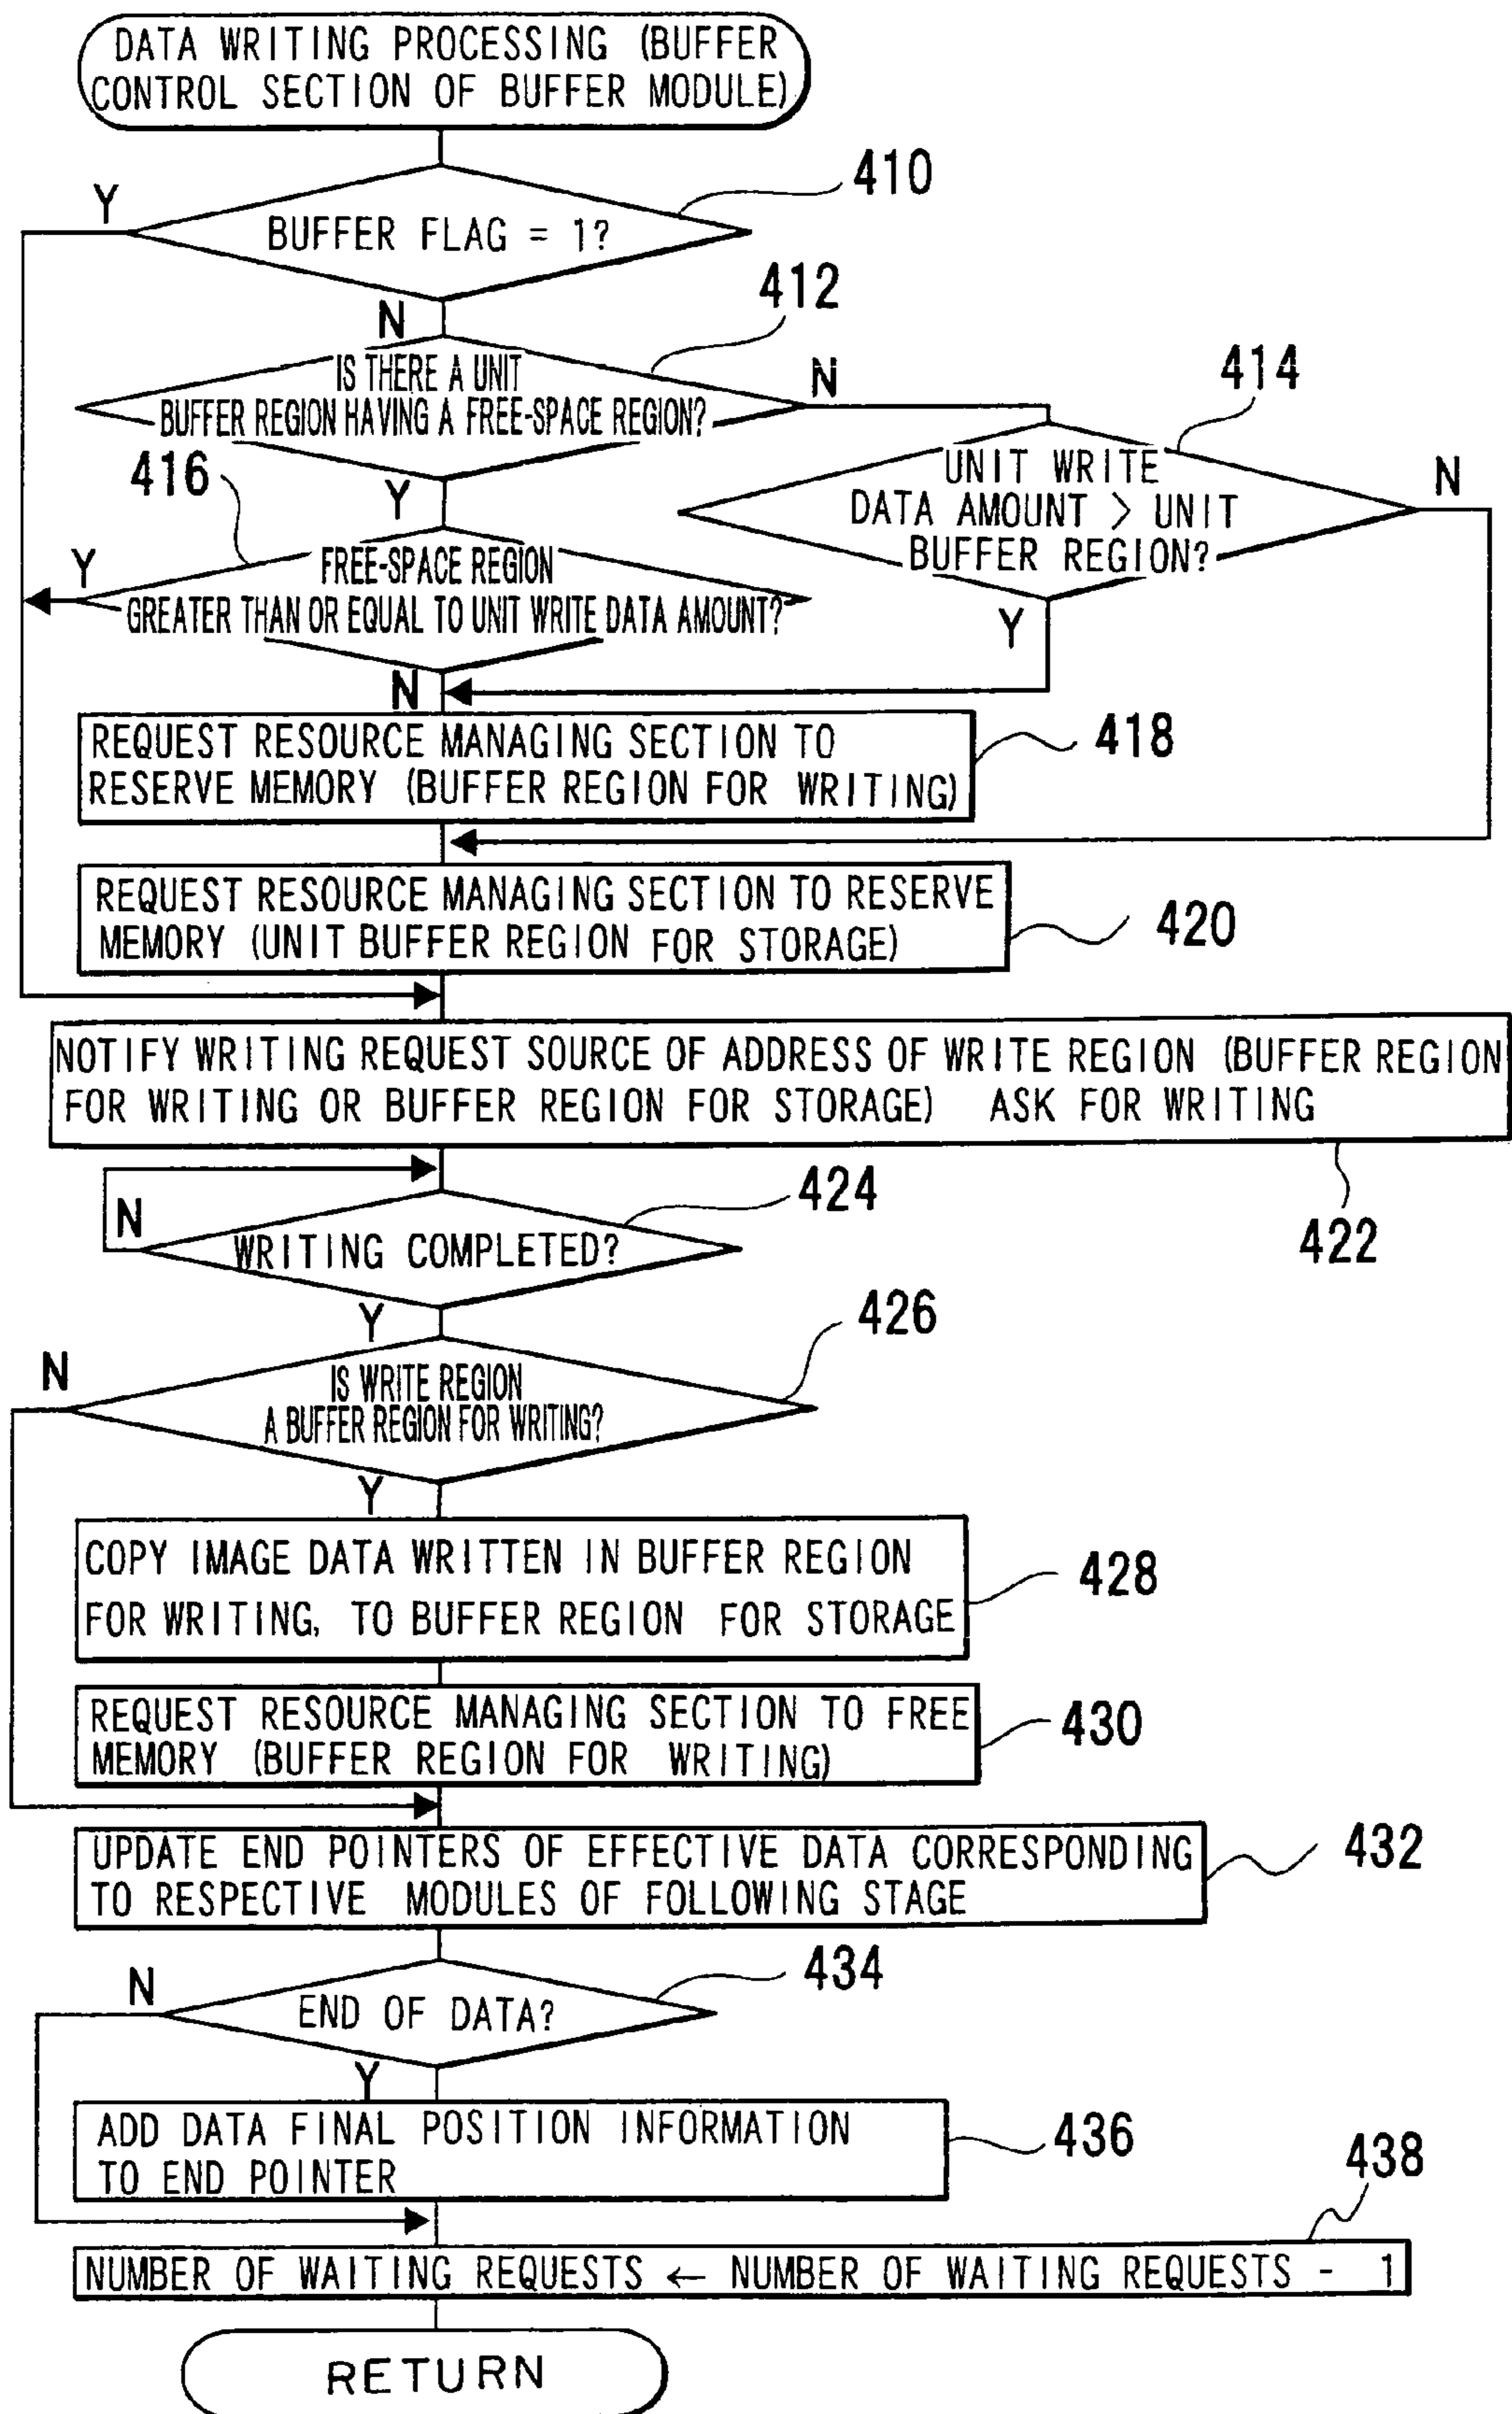 DATA WRITING PROCESSING (BUFFER
CONTROL SECTION OF BUFFER MODULE)
410
Y
BUFFER FLAG = 1?
412
N
IS THERE A UNIT
BUFFER REGION HAVING A FREE-SPACE REGION?
N
414
UNIT WRITE
DATA AMOUNT > UNIT
BUFFER REGION?
N
Y
416
Y
Y
FREE-SPACE REGION
GREATER THAN OR EQUAL TO UNIT WRITE DATA AMOUNT?
N
REQUEST RESOURCE MANAGING SECTION TO
RESERVE MEMORY (BUFFER REGION FOR WRITING)
418
REQUEST RESOURCE MANAGING SECTION TO RESERVE
MEMORY (UNIT BUFFER REGION FOR STORAGE)
420
NOTIFY WRITING REQUEST SOURCE OF ADDRESS OF WRITE REGION (BUFFER REGION
FOR WRITING OR BUFFER REGION FOR STORAGE) ASK FOR WRITING
422
424
N
WRITING COMPLETED?
Y
426
N
IS WRITE REGION
A BUFFER REGION FOR WRITING?
Y
COPY IMAGE DATA WRITTEN IN BUFFER REGION
FOR WRITING, TO BUFFER REGION FOR STORAGE
428
REQUEST RESOURCE MANAGING SECTION TO FREE
MEMORY (BUFFER REGION FOR WRITING)
430
UPDATE END POINTERS OF EFFECTIVE DATA CORRESPONDING
TO RESPECTIVE MODULES OF FOLLOWING STAGE
432
434
N
END OF DATA?
Y
ADD DATA FINAL POSITION INFORMATION
TO END POINTER
436
438
NUMBER OF WAITING REQUESTS ← NUMBER OF WAITING REQUESTS - 1
RETURN